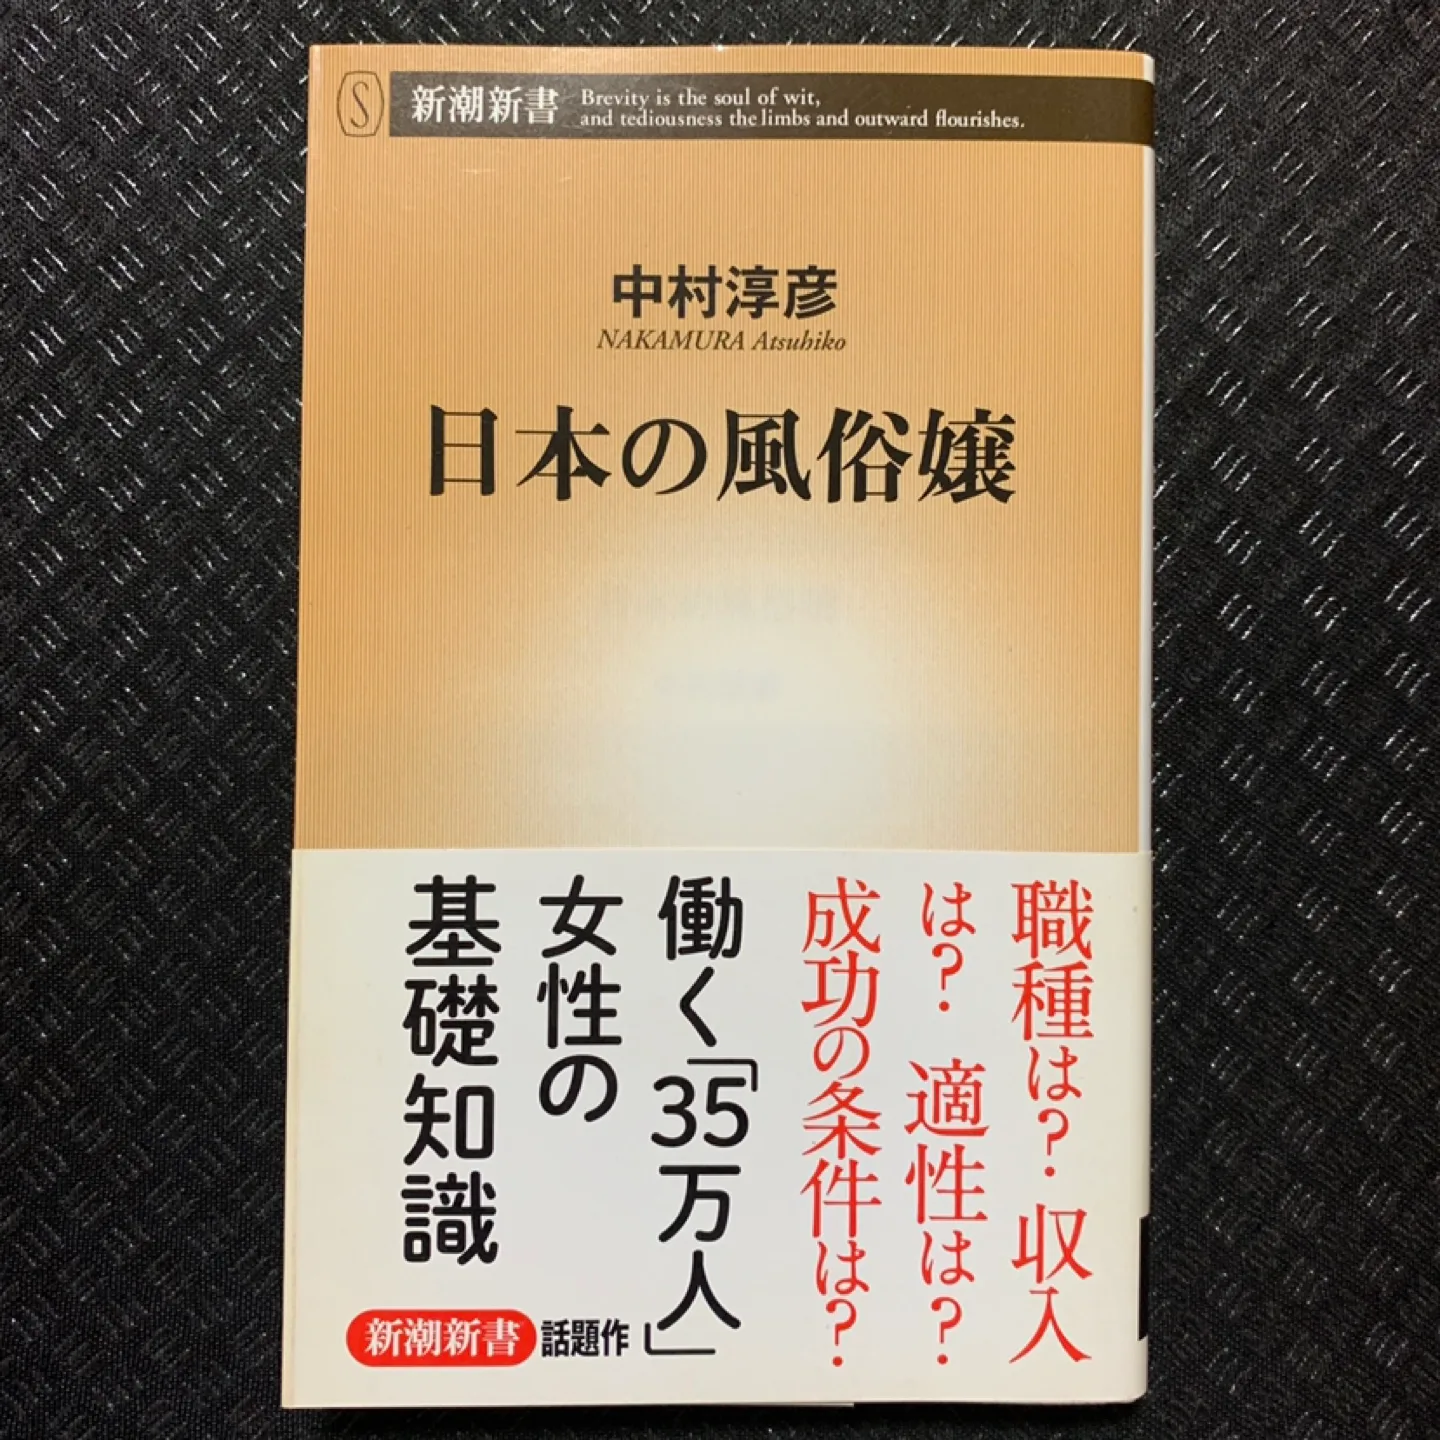 S
新潮新書
Brevity is the soul of wit,
and tediousness the limbs and outward flourishes.
中村淳彦
NAKAMURA Atsuhiko
日本の風俗嬢
職種は?収入
は?適性は?
成功の条件は?
働く「35万人」
女性の
基礎知識
新潮新書 話題作